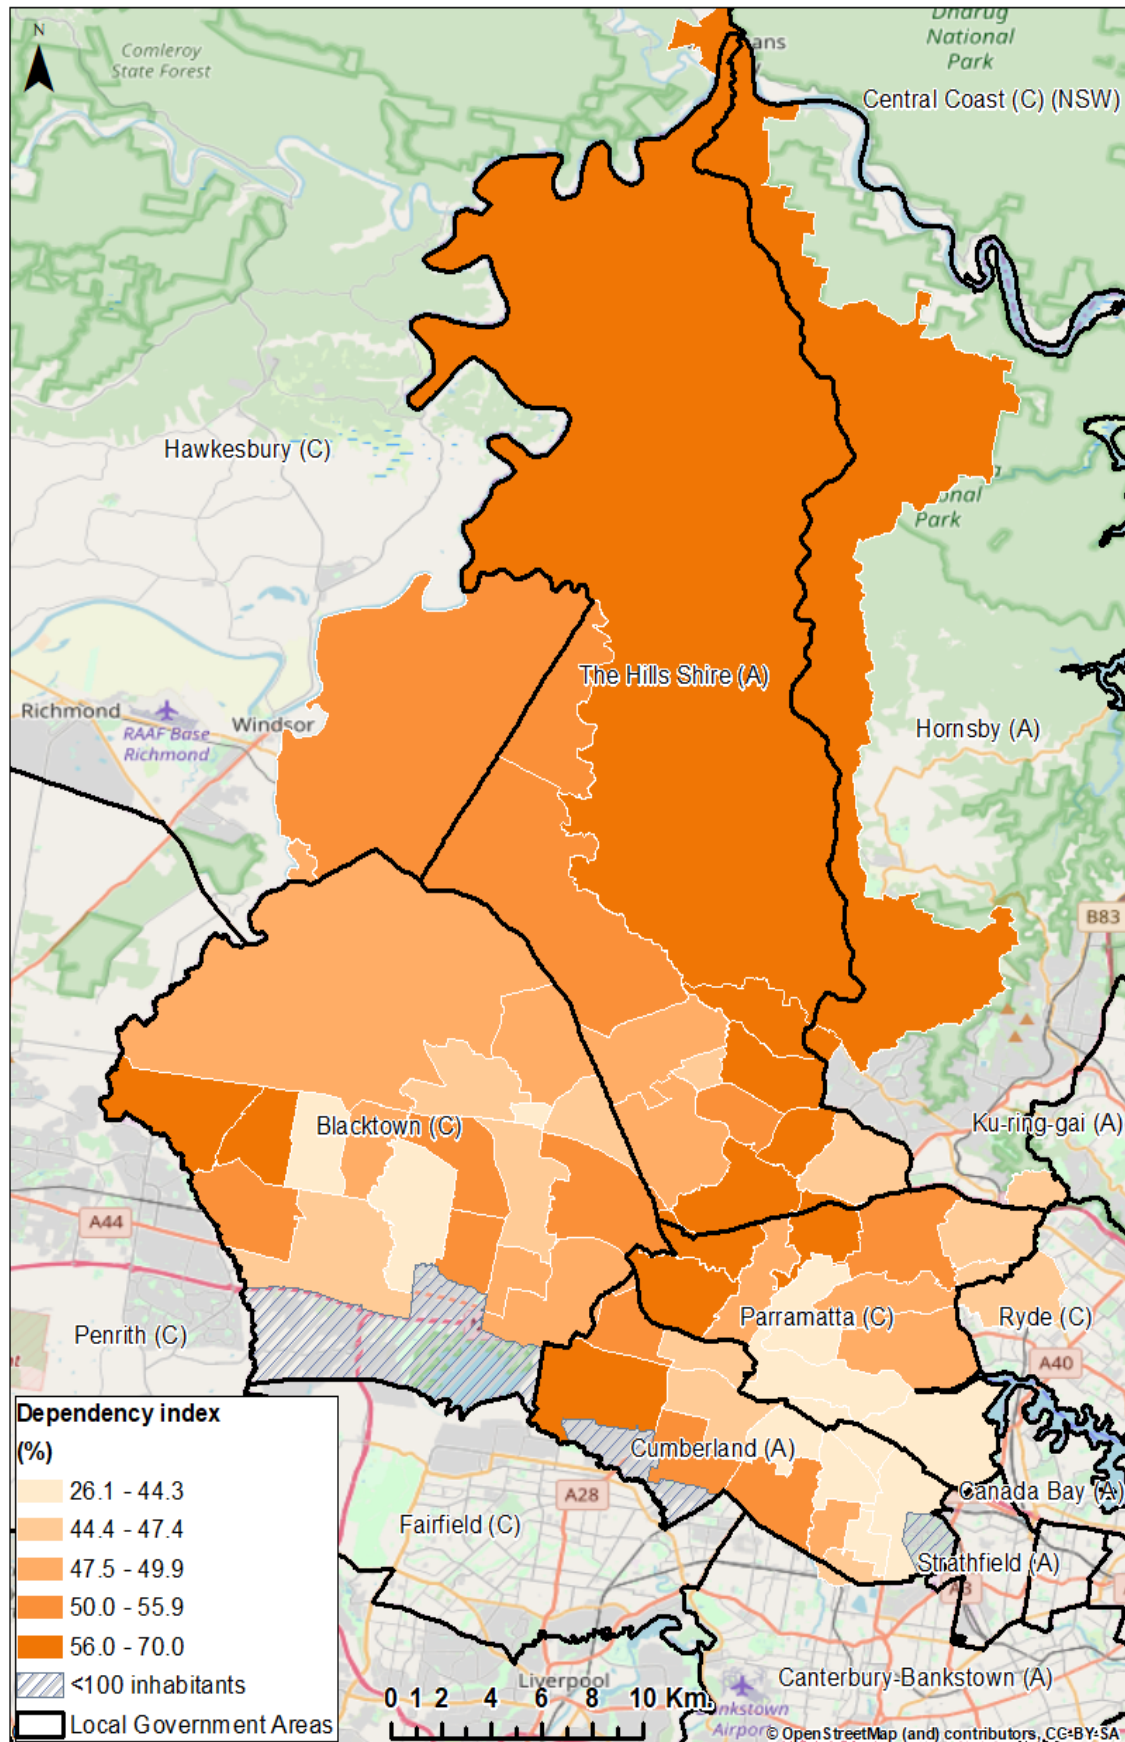 N
Comleroy
State Forest
Dharug
National
Park
Central Coast (C) (NSW)
Hawkesbury (C)
Park
The Hills Shire (A)
Richmond
RAAF Base
Richmond
Windsor
Hornsby (A)
B83
Blacktown (C)
Ku-ring-gai (A)
A44
Penrith (C)
Parramatta (C)
Ryde (C)
A40
Dependency index
(%)
26.1 - 44.3
44.4 - 47.4
47.5 - 49.9
50.0 - 55.9
56.0 - 70.0
<100 inhabitants
Local Government Areas
Cumberland (A)
A28
Canada Bay (A)
Fairfield (C)
Strathfield (A)
A3
Canterbury-Bankstown (A)
Liverpool
0 1 2 4 6 8 10 Km.
Airport
© OpenStreetMap (and) contributors, CC-BY-SA